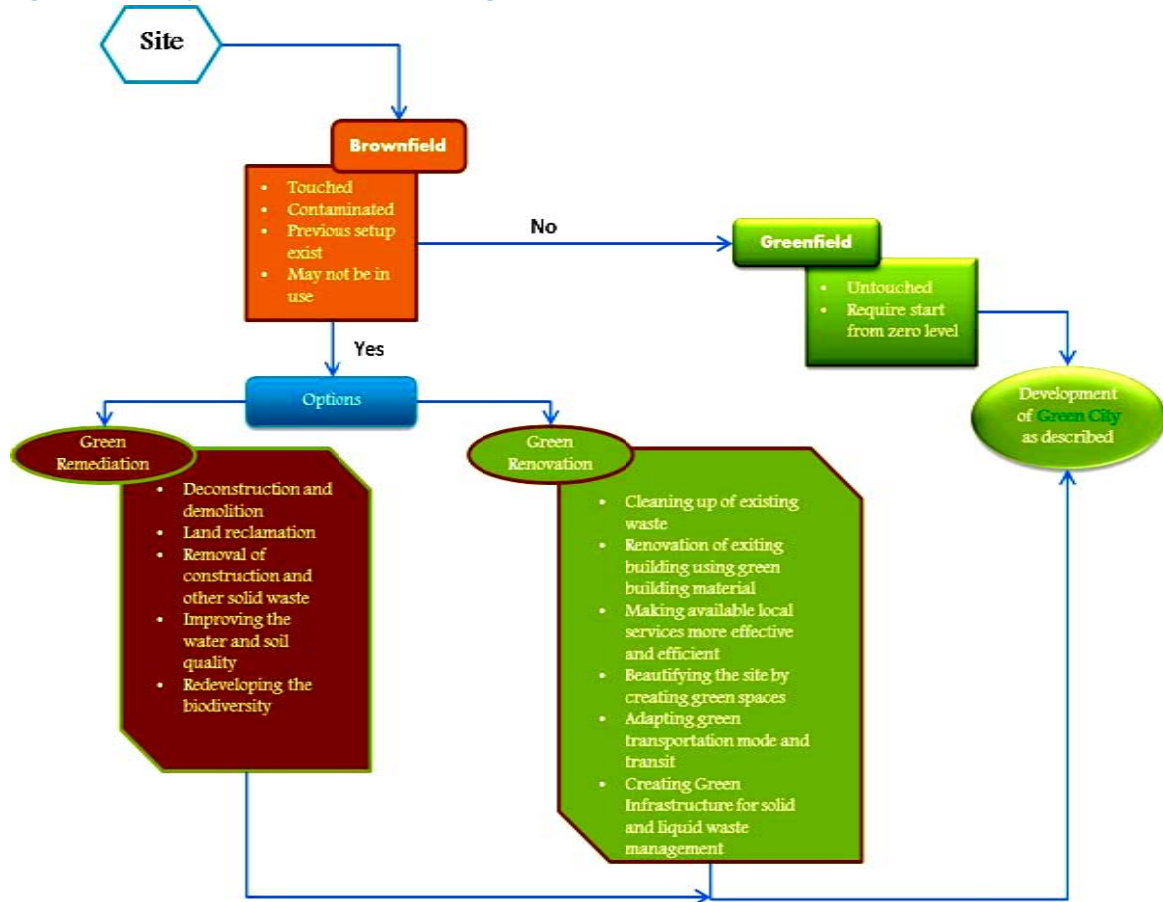 Site
Brownfield
• Touched
• Contaminated
• Previous setup
exist
• May not be in
use
No
Greenfield
• Untouched
• Require start
from zero level
Yes
Options
Development
of Green City
as described
Green
Remediation
• Deconstruction and
demolition
• Land reclamation
• Removal of
construction and
other solid waste
• Improving the
water and soil
quality
• Redeveloping the
biodiversity
Green
Renovation
• Cleaning up of existing
waste
• Renovation of exiting
building using green
building material
• Making available local
services more effective
and efficient
• Beautifying the site by
creating green spaces
• Adapting green
transportation mode and
transit
• Creating Green
Infrastructure for solid
and liquid waste
management